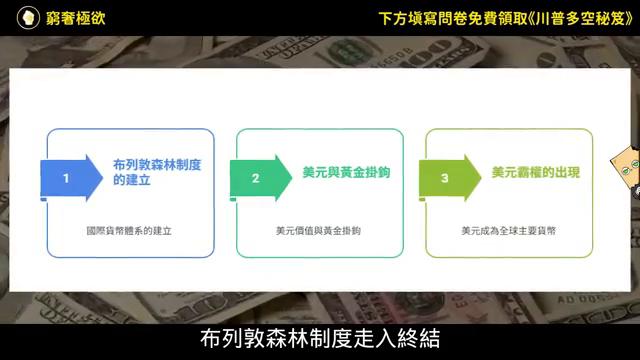 窮奢極欲
下方填寫問卷免費領取《川普多空秘笈》
1
布列敦森林制度
的建立
國際貨幣體系的建立
2
美元與黃金掛鉤
美元價值與黃金掛鉤
3
美元霸權的出現
美元成為全球主要貨幣
布列敦森林制度走入終結